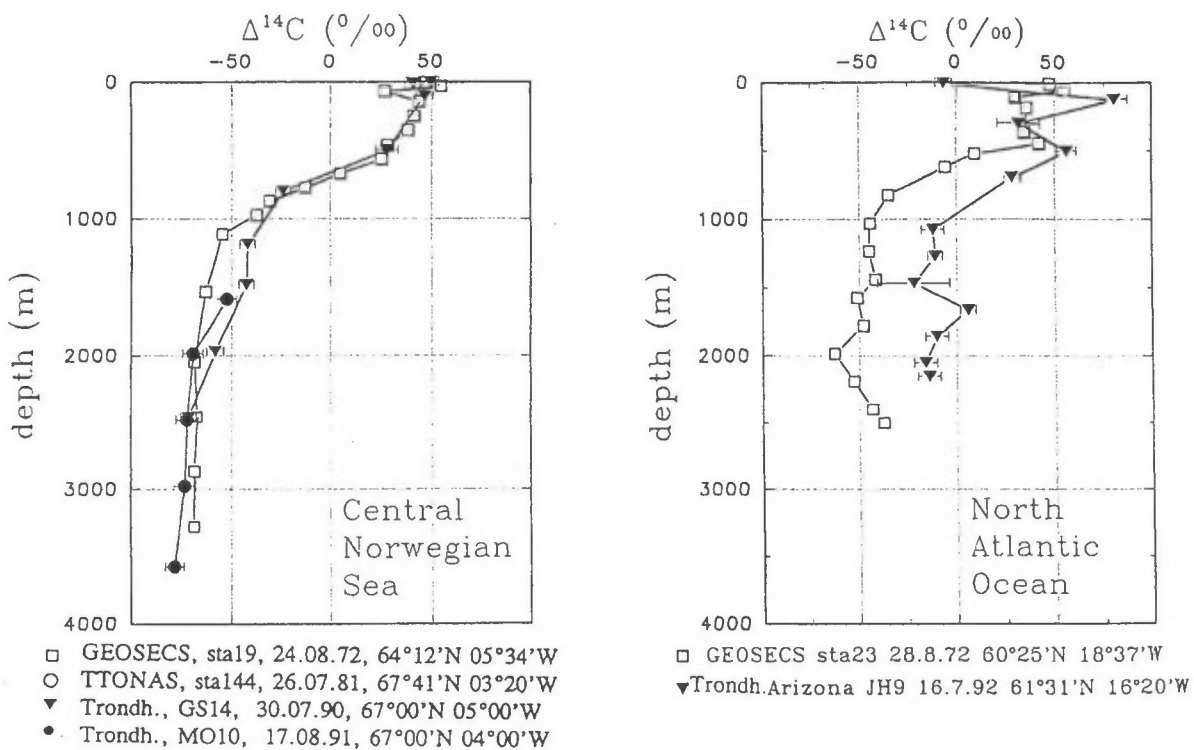 Δ¹⁴C (⁰/₀₀)
−50 0 50
0
1000
2000
3000
4000
depth (m)
Central
Norwegian
Sea
□ GEOSECS, sta19, 24.08.72, 64°12'N 05°34'W
○ TTONAS, sta144, 26.07.81, 67°41'N 03°20'W
▼ Trondh., GS14, 30.07.90, 67°00'N 05°00'W
● Trondh., MO10, 17.08.91, 67°00'N 04°00'W
Δ¹⁴C (⁰/₀₀)
−50 0 50
0
1000
2000
3000
4000
depth (m)
North
Atlantic
Ocean
□ GEOSECS sta23 28.8.72 60°25'N 18°37'W
▼Trondh.Arizona JH9 16.7.92 61°31'N 16°20'W